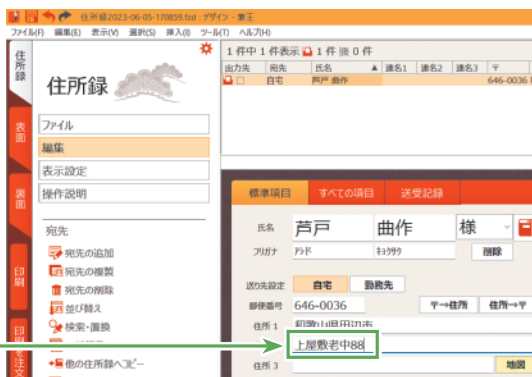 住所録2023-06-05-170859.fzd : デザイン - 筆王
ファイル(F) 編集(E) 表示(V) 選択(S) 挿入(I) ツール(T) ヘルプ(H)
住所録
表面
裏面
印刷
住所録
ファイル
編集
表示設定
操作説明
宛先
宛先の追加
宛先の複製
宛先の削除
並び替え
検索・置換
他の住所録へコピー
1 件中 1 件表示 1 件 0 件
出力先 宛先 氏名 ▲ 連名1 連名2 連名3 〒
自宅 芦戸 曲作 646-0036
標準項目 すべての項目 送受記録
氏名 芦戸 曲作 様
フリガナ アシド キョクサク 削除
送り先設定 自宅 勤務先
郵便番号 646-0036 〒→住所 住所→〒
住所 1 和歌山県田辺市
上屋敷老中88
住所 3 地図